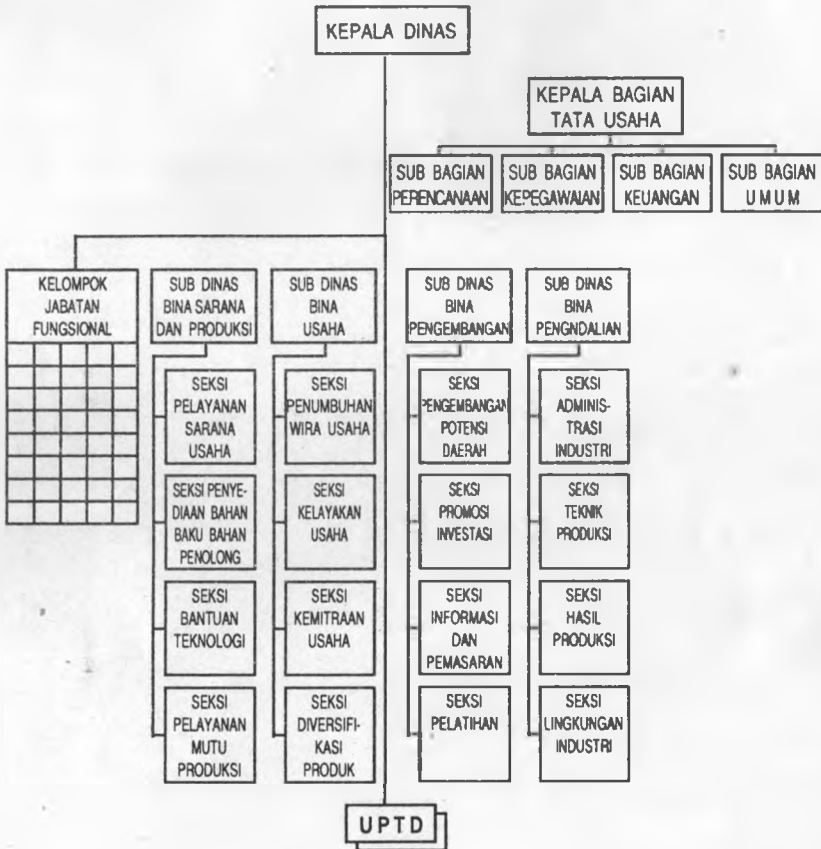 KEPALA DINAS
KEPALA BAGIAN
TATA USAHA
SUB BAGIAN
PERENCANAAN
SUB BAGIAN
KEPEGAWAIAN
SUB BAGIAN
KEUANGAN
SUB BAGIAN
UMUM
KELOMPOK
JABATAN
FUNGSIONAL
SUB DINAS
BINA SARANA
DAN PRODUKSI
SUB DINAS
BINA
USAHA
SUB DINAS
BINA
PENGEMBANGAN
SUB DINAS
BINA
PENGNDALIAN
SEKSI
PELAYANAN
SARANA
USAHA
SEKSI PENYE-
DIAAN BAHAN
BAKU BAHAN
PENOLONG
SEKSI
BANTUAN
TEKNOLOGI
SEKSI
PELAYANAN
MUTU
PRODUKSI
SEKSI
PENUMBUHAN
WIRA USAHA
SEKSI
KELAYAKAN
USAHA
SEKSI
KEMITRAAN
USAHA
SEKSI
DIVERSIFI-
KASI
PRODUK
SEKSI
PENGEMBANGAN
POTENSI
DAERAH
SEKSI
PROMOSI
INVESTASI
SEKSI
INFORMASI
DAN
PEMASARAN
SEKSI
PELATIHAN
SEKSI
ADMINIS-
TRASI
INDUSTRI
SEKSI
TEKNIK
PRODUKSI
SEKSI
HASIL
PRODUKSI
SEKSI
LINGKUNGAN
INDUSTRI
UPTD